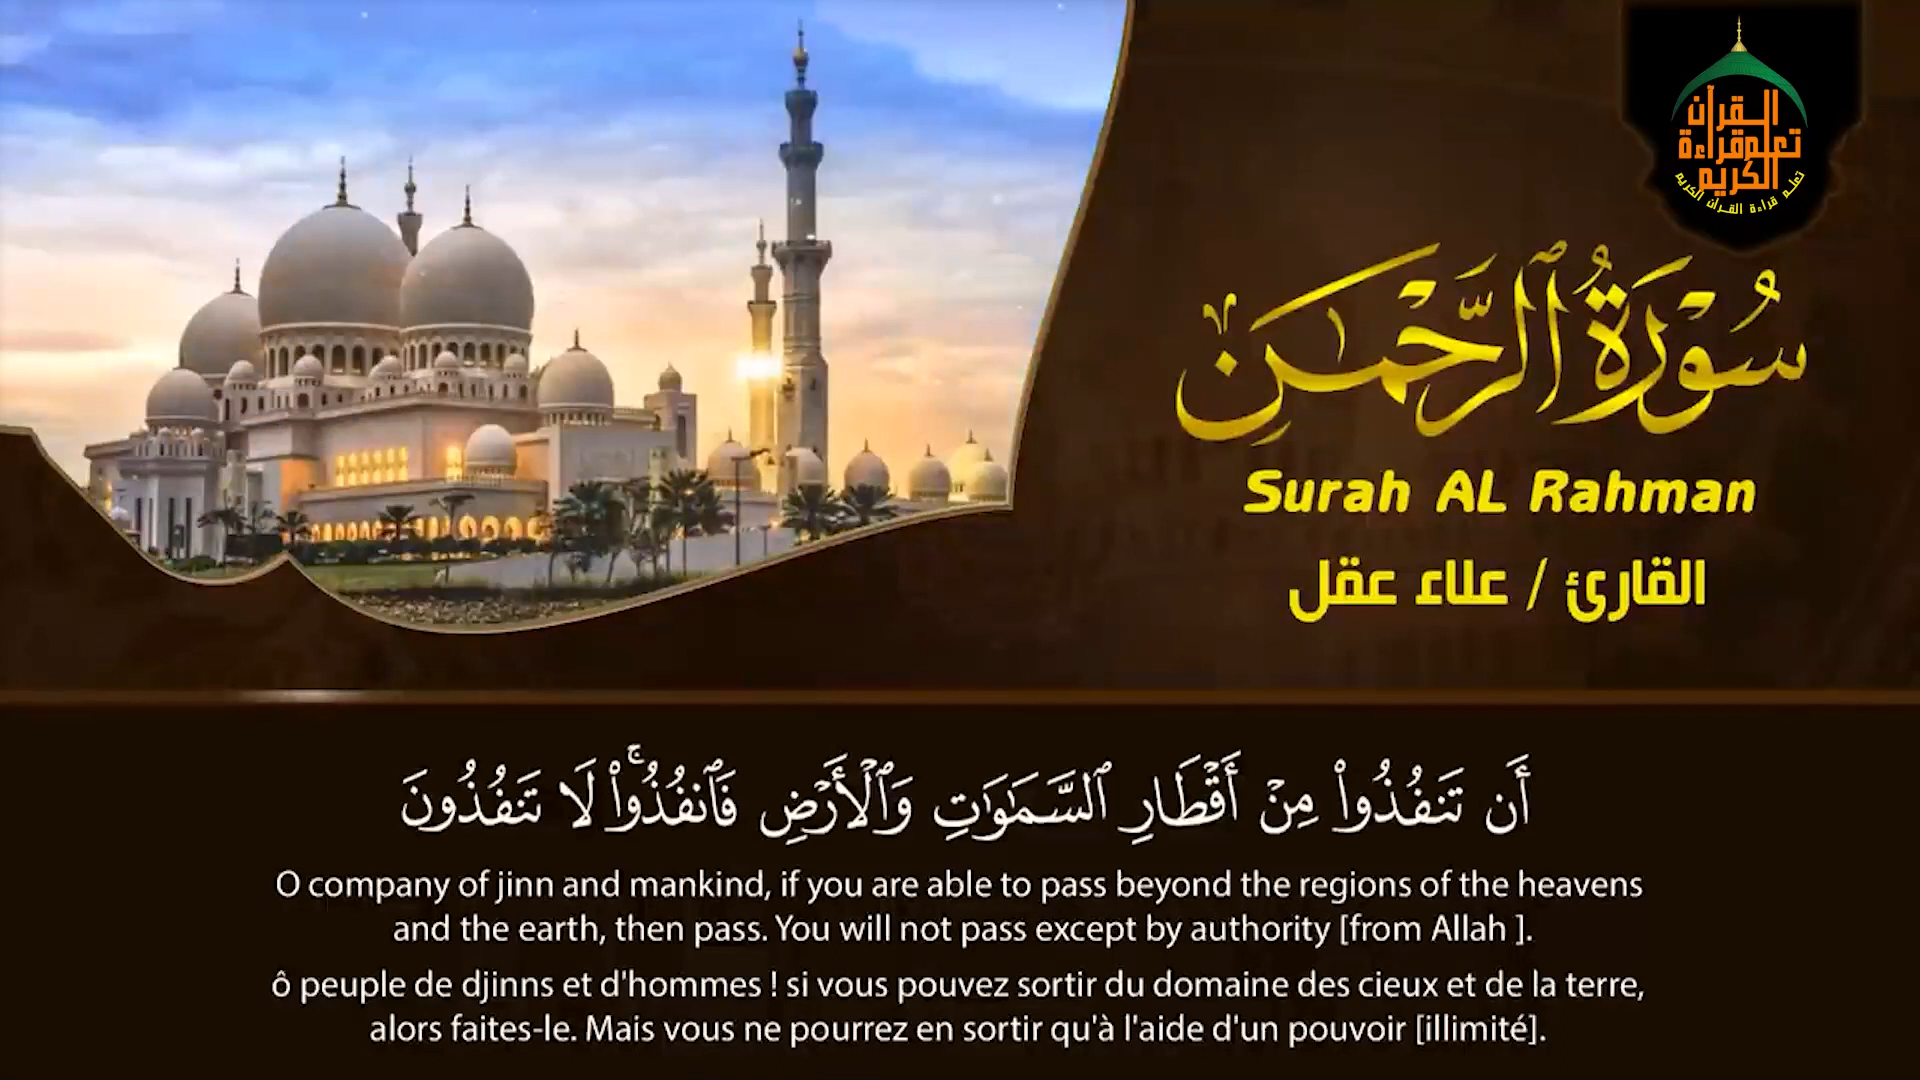 القرآن
تعلم قراءة
الكريم
تعلم قراءة القرآن الكريم
سُورَةُ ٱلرَّحْمَٰن
Surah AL Rahman
القارئ / علاء عقل
أَن تَنفُذُوا۟ مِنْ أَقْطَارِ ٱلسَّمَٰوَٰتِ وَٱلْأَرْضِ فَٱنفُذُوا۟ۚ لَا تَنفُذُونَ
O company of jinn and mankind, if you are able to pass beyond the regions of the heavens
and the earth, then pass. You will not pass except by authority [from Allah ].
ô peuple de djinns et d'hommes ! si vous pouvez sortir du domaine des cieux et de la terre,
alors faites-le. Mais vous ne pourrez en sortir qu'à l'aide d'un pouvoir [illimité].